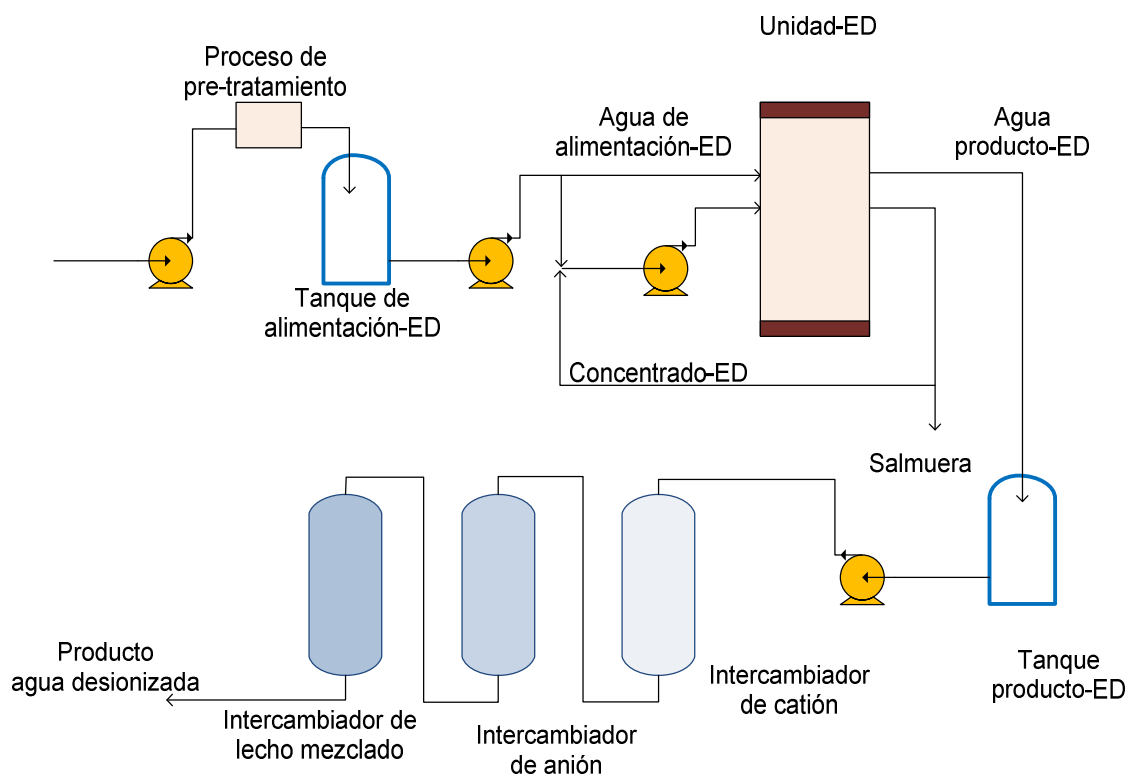 Unidad-ED
Proceso de
pre-tratamiento
Agua de
alimentación-ED
Agua
producto-ED
Tanque de
alimentación-ED
Concentrado-ED
Salmuera
Producto
agua desionizada
Intercambiador de
lecho mezclado
Intercambiador
de anión
Intercambiador
de catión
Tanque
producto-ED